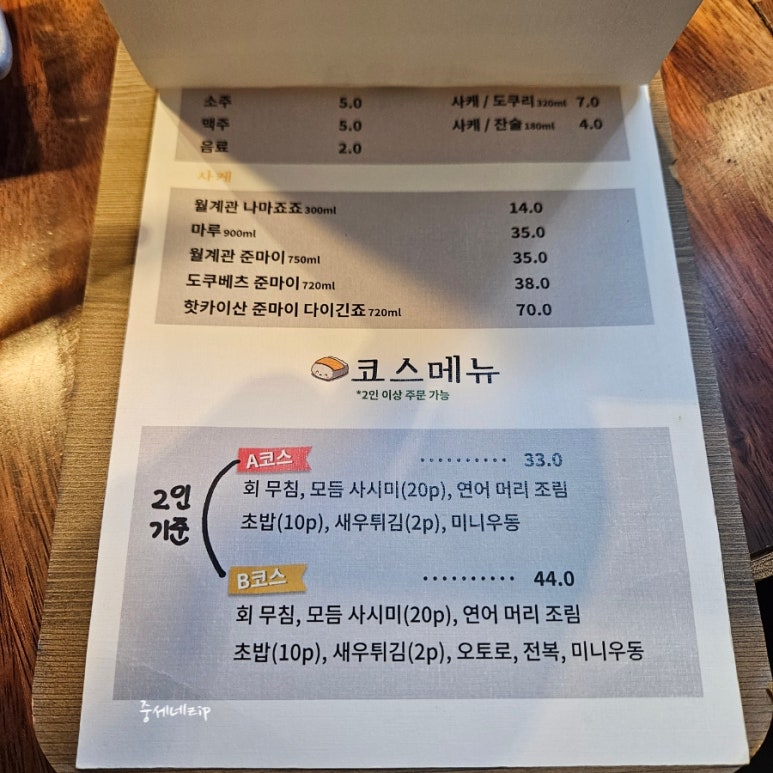 소주 5.0 사케 / 도쿠리 320ml 7.0
맥주 5.0 사케 / 잔술 180ml 4.0
음료 2.0
사케
월계관 나마죠죠 300ml 14.0
마루 900ml 35.0
월계관 준마이 750ml 35.0
도쿠베츠 준마이 720ml 38.0
핫카이산 준마이 다이긴죠 720ml 70.0
코스메뉴
*2인 이상 주문 가능
A코스 .......... 33.0
회 무침, 모듬 사시미(20p), 연어 머리 조림
초밥(10p), 새우튀김(2p), 미니우동
2인
기준
B코스 .......... 44.0
회 무침, 모듬 사시미(20p), 연어 머리 조림
초밥(10p), 새우튀김(2p), 오토로, 전복, 미니우동
중세네zip